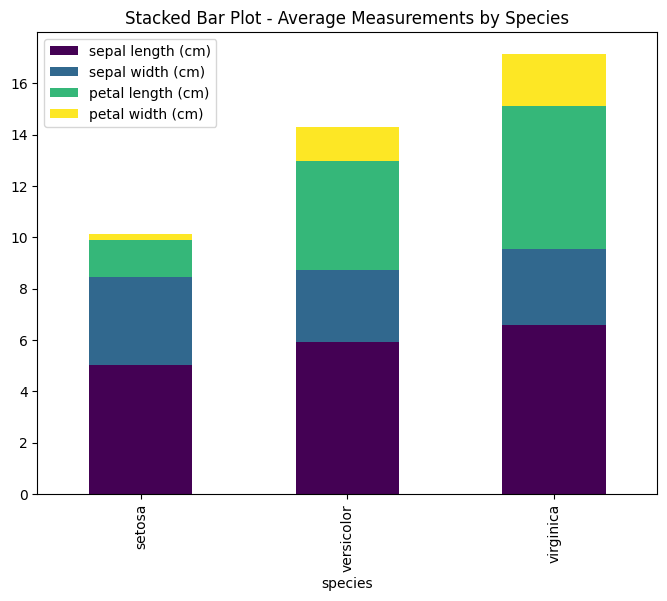 Stacked Bar Plot - Average Measurements by Species
sepal length (cm)
sepal width (cm)
petal length (cm)
petal width (cm)
16
14
12
10
8
6
4
2
0
setosa
versicolor
virginica
species